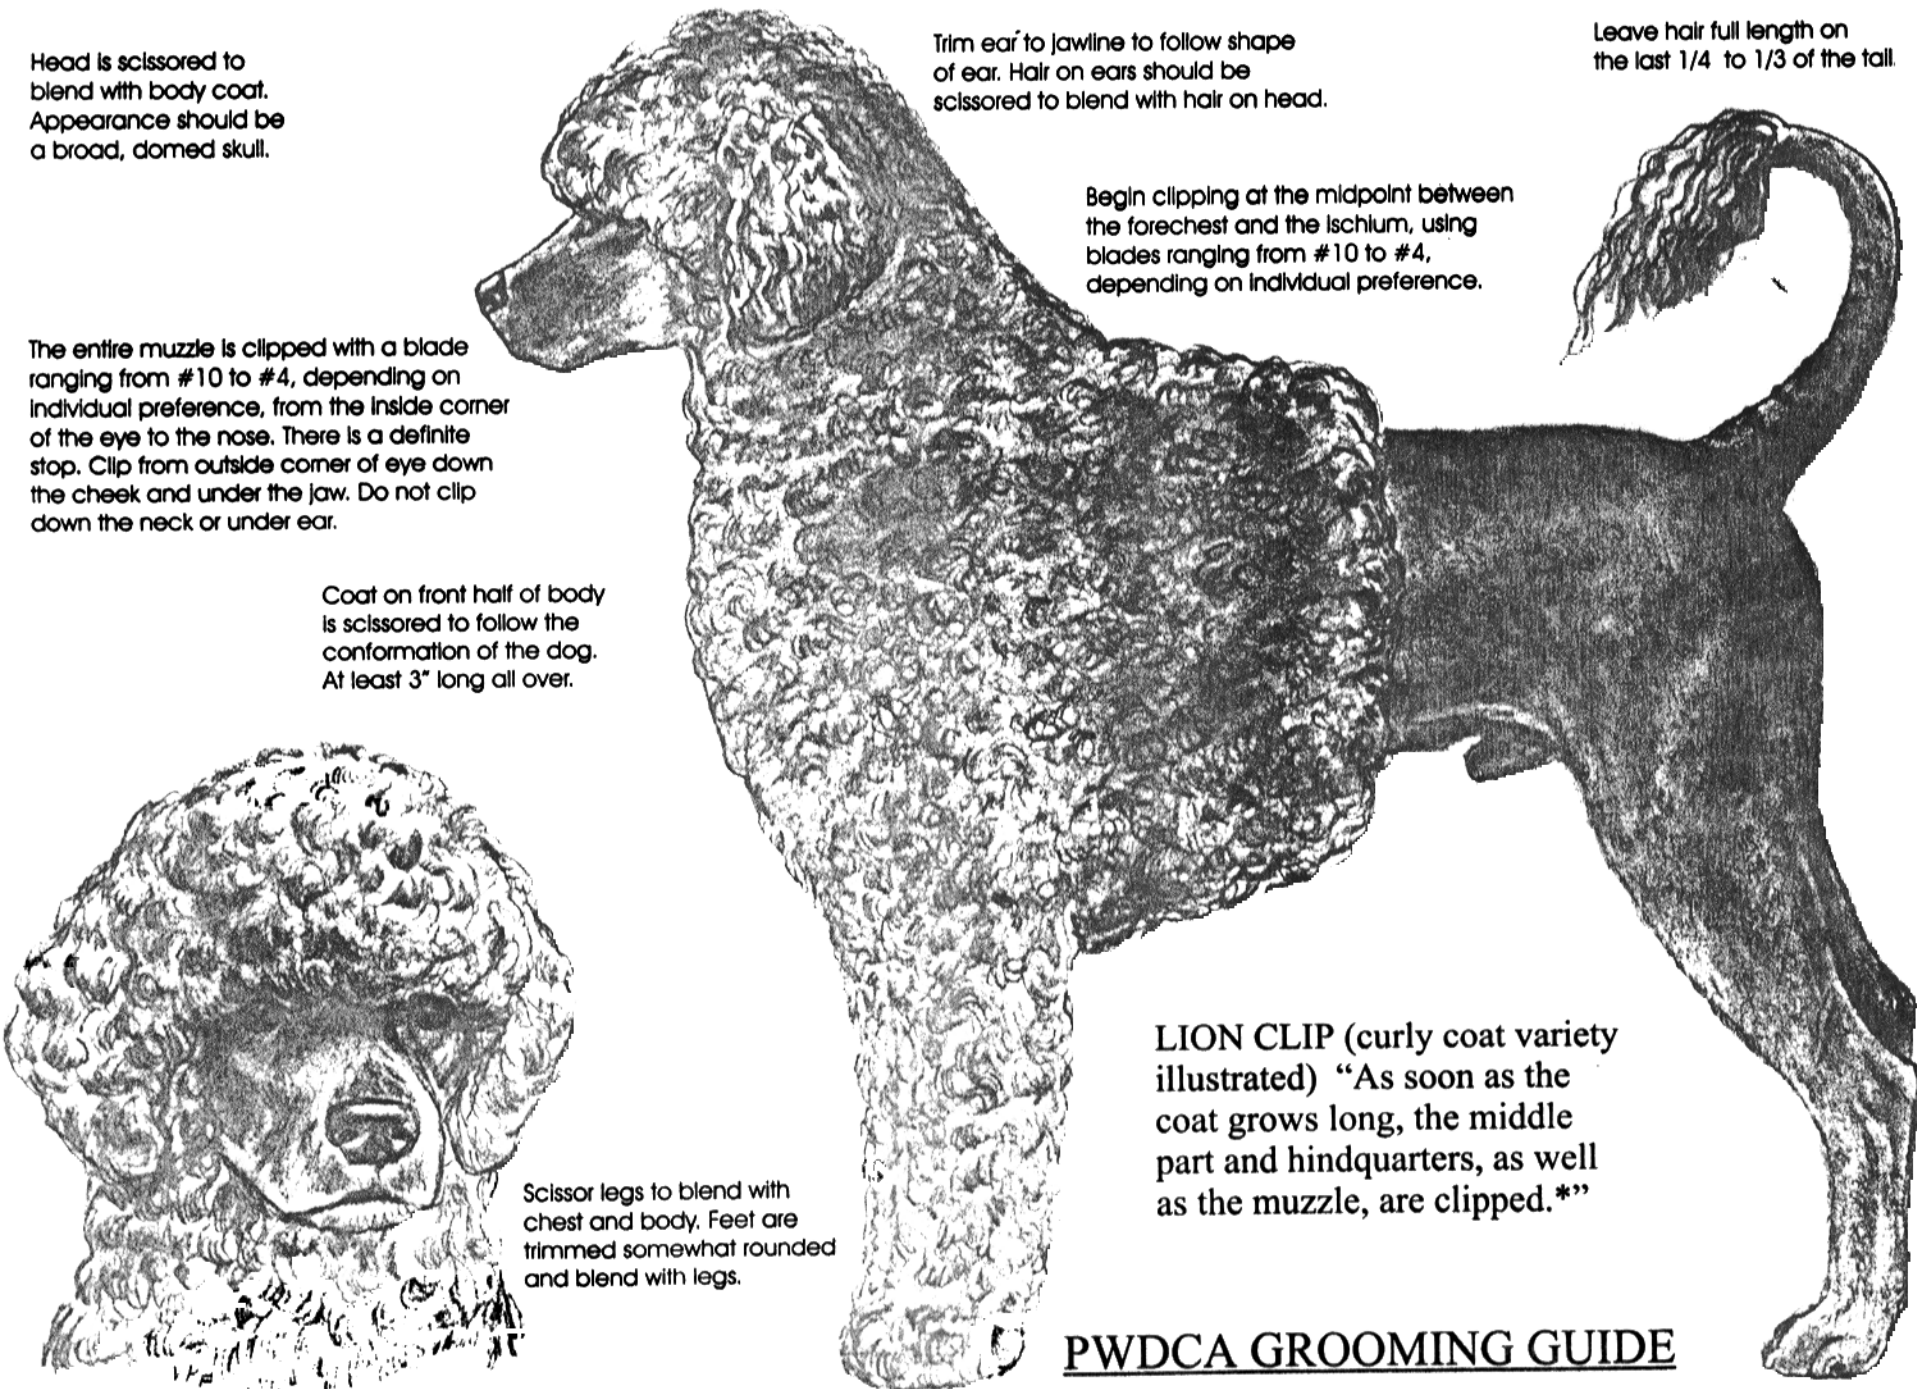 Head is scissored to
blend with body coat.
Appearance should be
a broad, domed skull.
Trim ear to jawline to follow shape
of ear. Hair on ears should be
scissored to blend with hair on head.
Leave hair full length on
the last 1/4 to 1/3 of the tail.
Begin clipping at the midpoint between
the forechest and the ischium, using
blades ranging from #10 to #4,
depending on individual preference.
The entire muzzle is clipped with a blade
ranging from #10 to #4, depending on
individual preference, from the inside corner
of the eye to the nose. There is a definite
stop. Clip from outside corner of eye down
the cheek and under the jaw. Do not clip
down the neck or under ear.
Coat on front half of body
is scissored to follow the
conformation of the dog.
At least 3" long all over.
LION CLIP (curly coat variety
illustrated) “As soon as the
coat grows long, the middle
part and hindquarters, as well
as the muzzle, are clipped.*”
Scissor legs to blend with
chest and body. Feet are
trimmed somewhat rounded
and blend with legs.
PWDCA GROOMING GUIDE